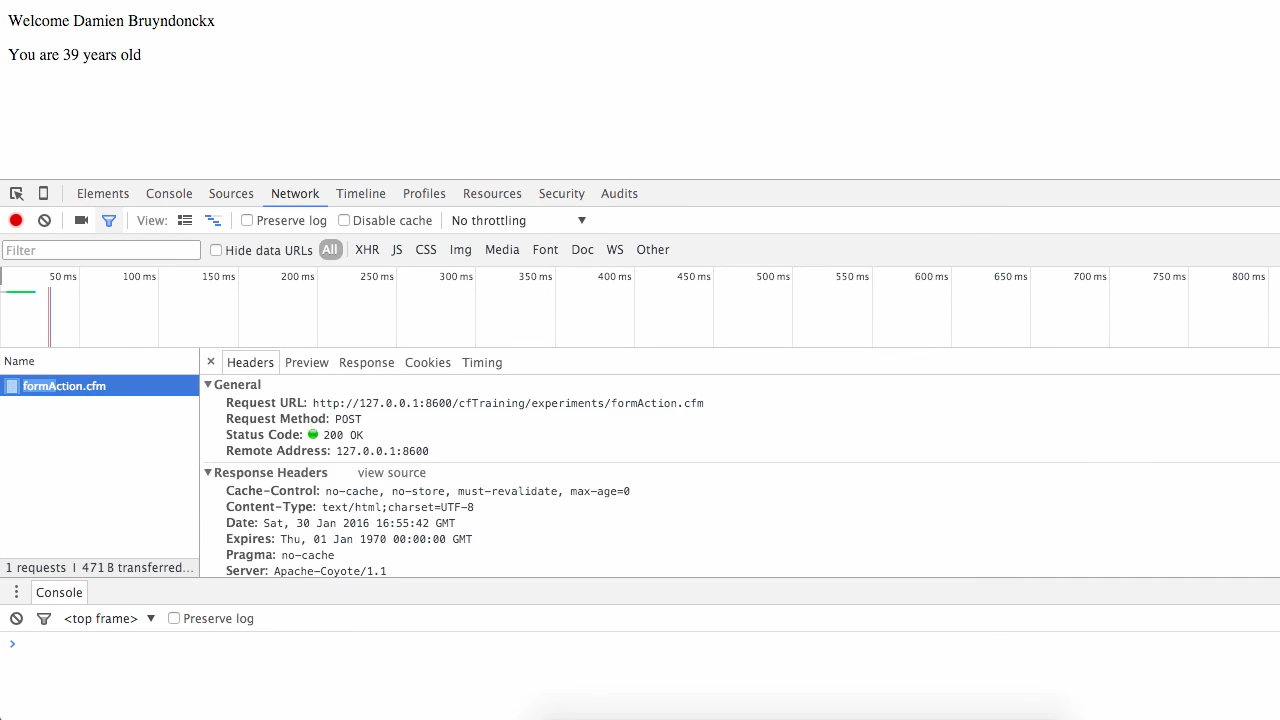 Welcome Damien Bruyndonckx
You are 39 years old
Elements Console Sources Network Timeline Profiles Resources Security Audits
View: Preserve log Disable cache No throttling
Filter Hide data URLs All XHR JS CSS Img Media Font Doc WS Other
50 ms 100 ms 150 ms 200 ms 250 ms 300 ms 350 ms 400 ms 450 ms 500 ms 550 ms 600 ms 650 ms 700 ms 750 ms 800 ms
Name × Headers Preview Response Cookies Timing
formAction.cfm
General
Request URL: http://127.0.0.1:8600/cfTraining/experiments/formAction.cfm
Request Method: POST
Status Code: 200 OK
Remote Address: 127.0.0.1:8600
Response Headers view source
Cache-Control: no-cache, no-store, must-revalidate, max-age=0
Content-Type: text/html;charset=UTF-8
Date: Sat, 30 Jan 2016 16:55:42 GMT
Expires: Thu, 01 Jan 1970 00:00:00 GMT
Pragma: no-cache
Server: Apache-Coyote/1.1
1 requests | 471 B transferred...
Console
<top frame> Preserve log
>